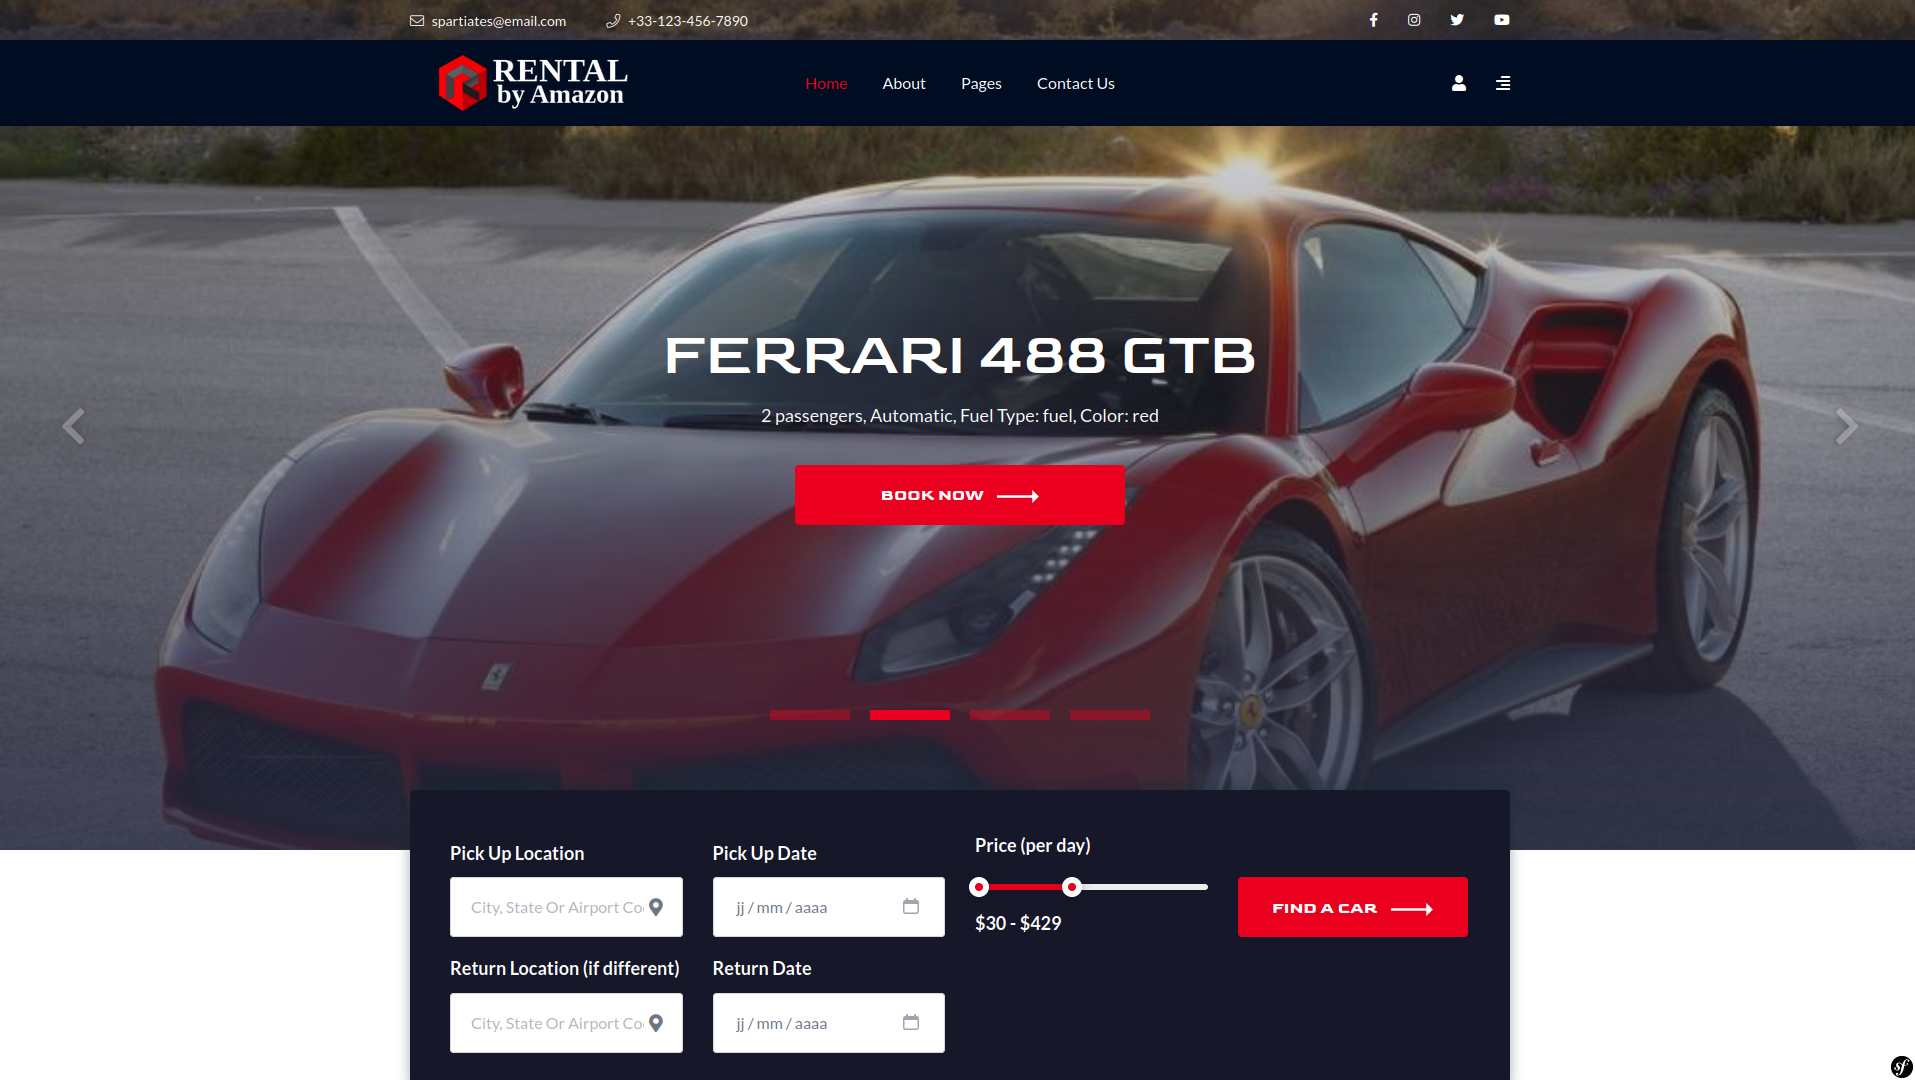 spartiates@email.com
+33-123-456-7890
RENTAL
by Amazon
Home
About
Pages
Contact Us
FERRARI 488 GTB
2 passengers, Automatic, Fuel Type: fuel, Color: red
BOOK NOW
Pick Up Location
Pick Up Date
Price (per day)
City, State Or Airport Co
jj / mm / aaaa
$30 - $429
FIND A CAR
Return Location (if different)
Return Date
City, State Or Airport Co
jj / mm / aaaa
sf